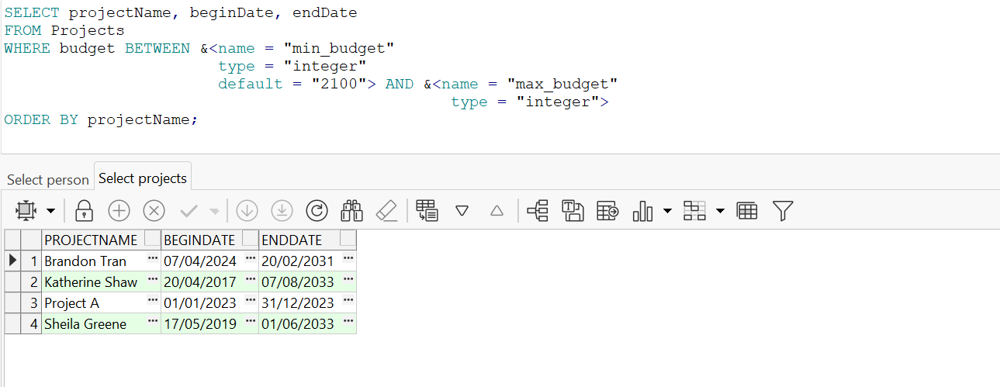 SELECT projectName, beginDate, endDate
FROM Projects
WHERE budget BETWEEN &<name = "min_budget"
type = "integer"
default = "2100"> AND &<name = "max_budget"
type = "integer">
ORDER BY projectName;
Select person Select projects
PROJECTNAME BEGINDATE ENDDATE
1 Brandon Tran ... 07/04/2024 ... 20/02/2031 ...
2 Katherine Shaw ... 20/04/2017 ... 07/08/2033 ...
3 Project A ... 01/01/2023 ... 31/12/2023 ...
4 Sheila Greene ... 17/05/2019 ... 01/06/2033 ...